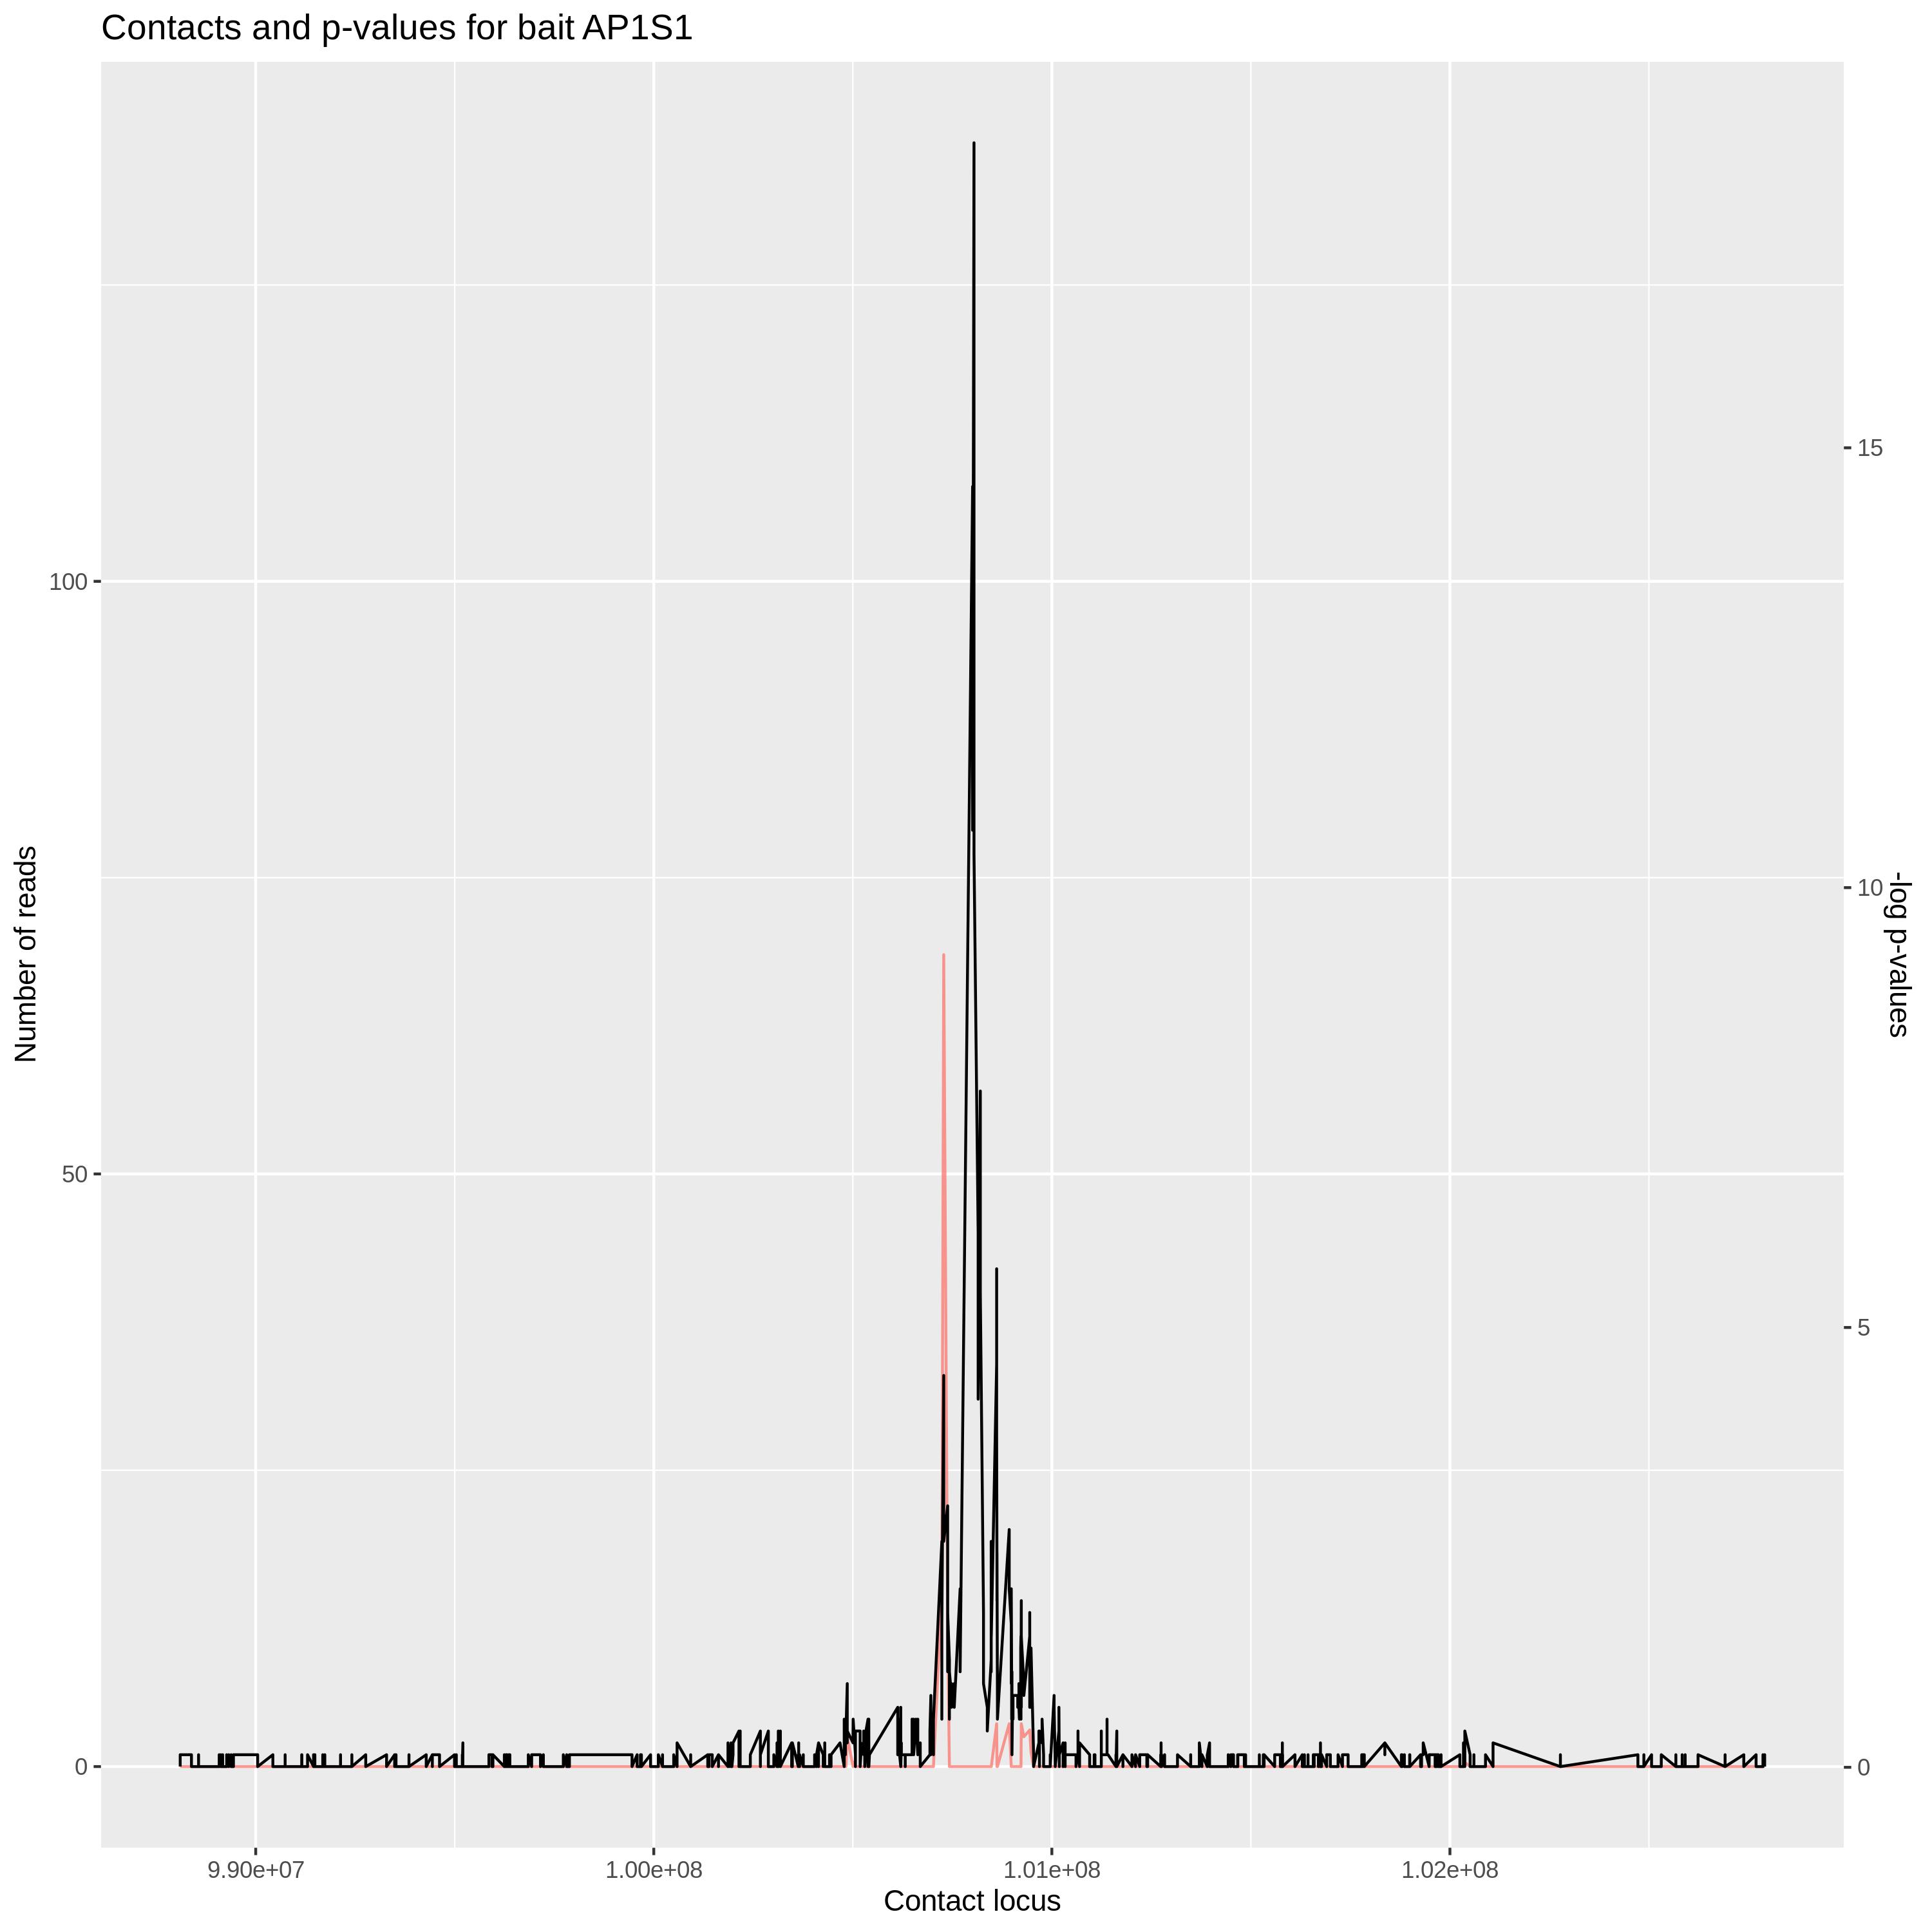 Contacts and p-values for bait AP1S1
Number of reads
100
50
0
15
10
5
0
-log p-values
9.90e+07
1.00e+08
1.01e+08
1.02e+08
Contact locus